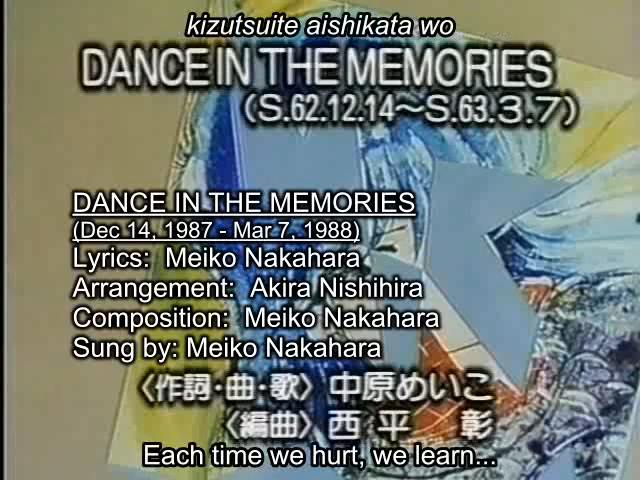 kizutsuite aishikata wo
DANCE IN THE MEMORIES
(S.62.12.14〜S.63.3.7)
DANCE IN THE MEMORIES
(Dec 14, 1987 - Mar 7, 1988)
Lyrics: Meiko Nakahara
Arrangement: Akira Nishihira
Composition: Meiko Nakahara
Sung by: Meiko Nakahara
〈作詞・曲・歌〉 中原めいこ
〈編曲〉 西平 彰
Each time we hurt, we learn...